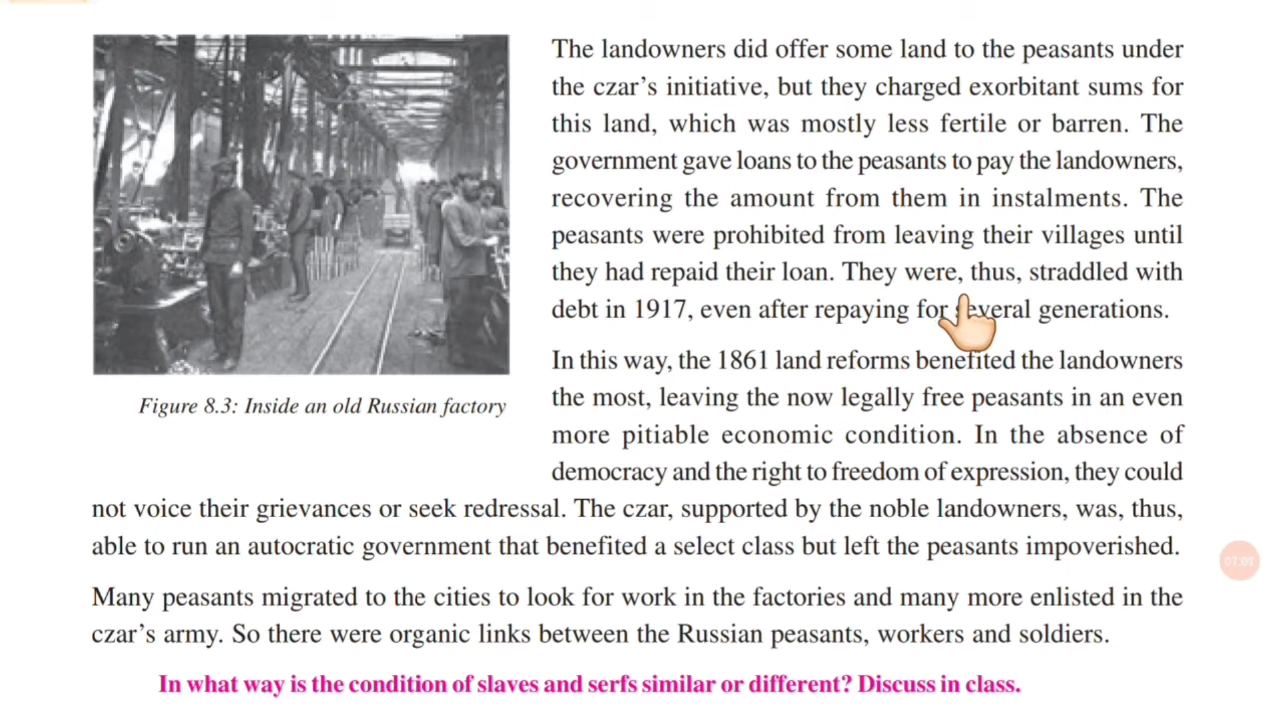 The landowners did offer some land to the peasants under
the czar's initiative, but they charged exorbitant sums for
this land, which was mostly less fertile or barren. The
government gave loans to the peasants to pay the landowners,
recovering the amount from them in instalments. The
peasants were prohibited from leaving their villages until
they had repaid their loan. They were, thus, straddled with
debt in 1917, even after repaying for several generations.
In this way, the 1861 land reforms benefited the landowners
the most, leaving the now legally free peasants in an even
more pitiable economic condition. In the absence of
democracy and the right to freedom of expression, they could
Figure 8.3: Inside an old Russian factory
not voice their grievances or seek redressal. The czar, supported by the noble landowners, was, thus,
able to run an autocratic government that benefited a select class but left the peasants impoverished.
Many peasants migrated to the cities to look for work in the factories and many more enlisted in the
czar's army. So there were organic links between the Russian peasants, workers and soldiers.
In what way is the condition of slaves and serfs similar or different? Discuss in class.